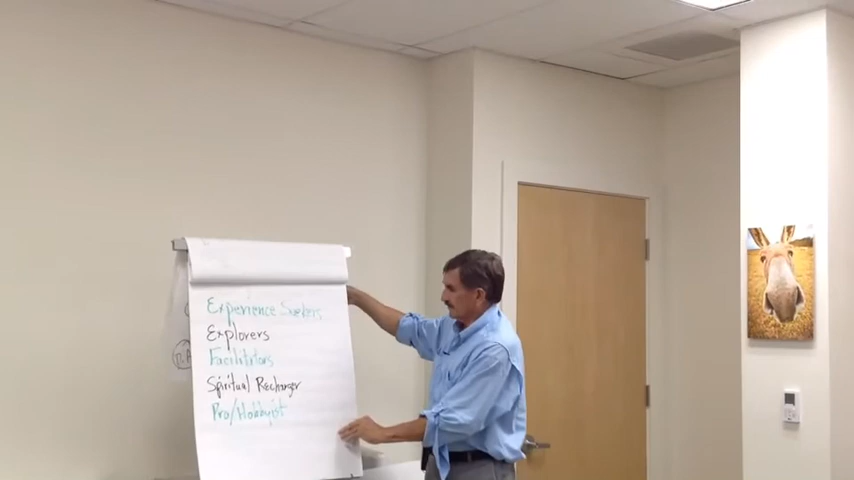 Experience Seekers
Explorers
Facilitators
Spiritual Recharger
Pro/Hobbyist